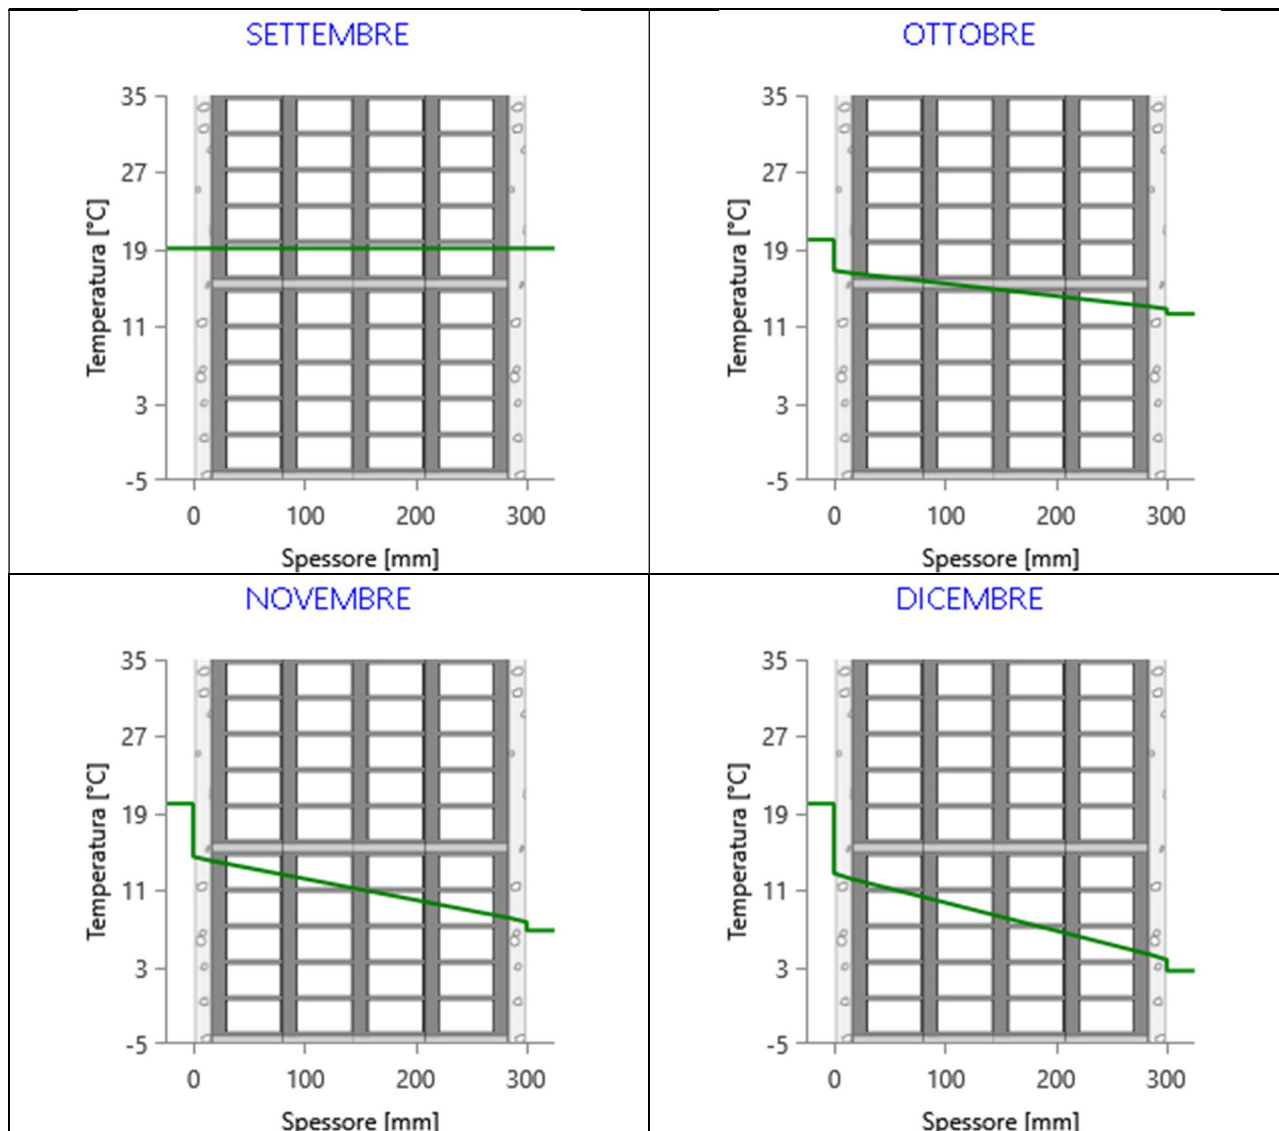 SETTEMBRE
35
27
19
11
3
-5
Temperatura [°C]
0 100 200 300
Spessore [mm]
OTTOBRE
35
27
19
11
3
-5
Temperatura [°C]
0 100 200 300
Spessore [mm]
NOVEMBRE
35
27
19
11
3
-5
Temperatura [°C]
0 100 200 300
Spessore [mm]
DICEMBRE
35
27
19
11
3
-5
Temperatura [°C]
0 100 200 300
Spessore [mm]